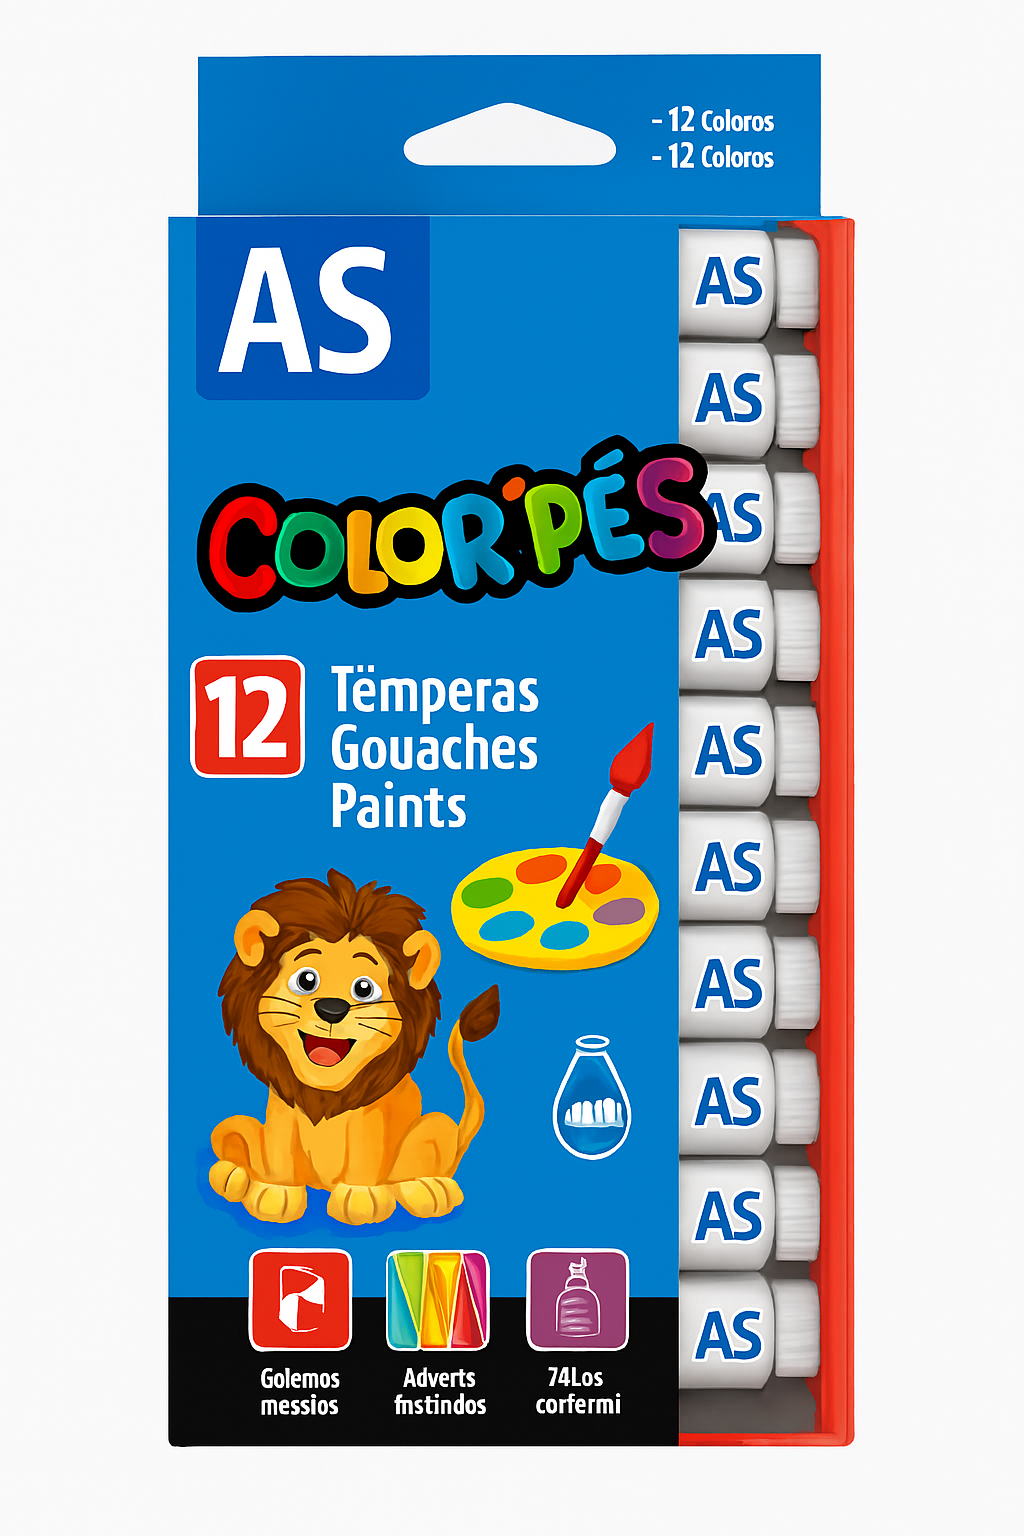 - 12 Coloros
- 12 Coloros
AS
COLOR'PÉS
12
Tëmperas
Gouaches
Paints
Golemos
messios
Adverts
fnstindos
74Los
corfermi
AS
AS
AS
AS
AS
AS
AS
AS
AS
AS